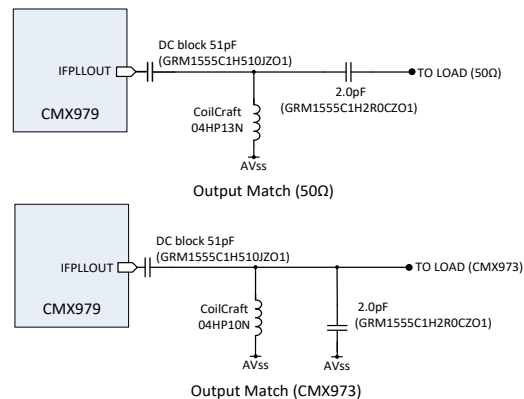 DC block 51pF
(GRM1555C1H510JZO1)
IFPLLOUT
CMX979
TO LOAD (50Ω)
2.0pF
(GRM1555C1H2R0CZO1)
CoilCraft
04HP13N
AVss
Output Match (50Ω)
DC block 51pF
(GRM1555C1H510JZO1)
IFPLLOUT
CMX979
TO LOAD (CMX973)
CoilCraft
04HP10N
2.0pF
(GRM1555C1H2R0CZO1)
AVss
AVss
Output Match (CMX973)